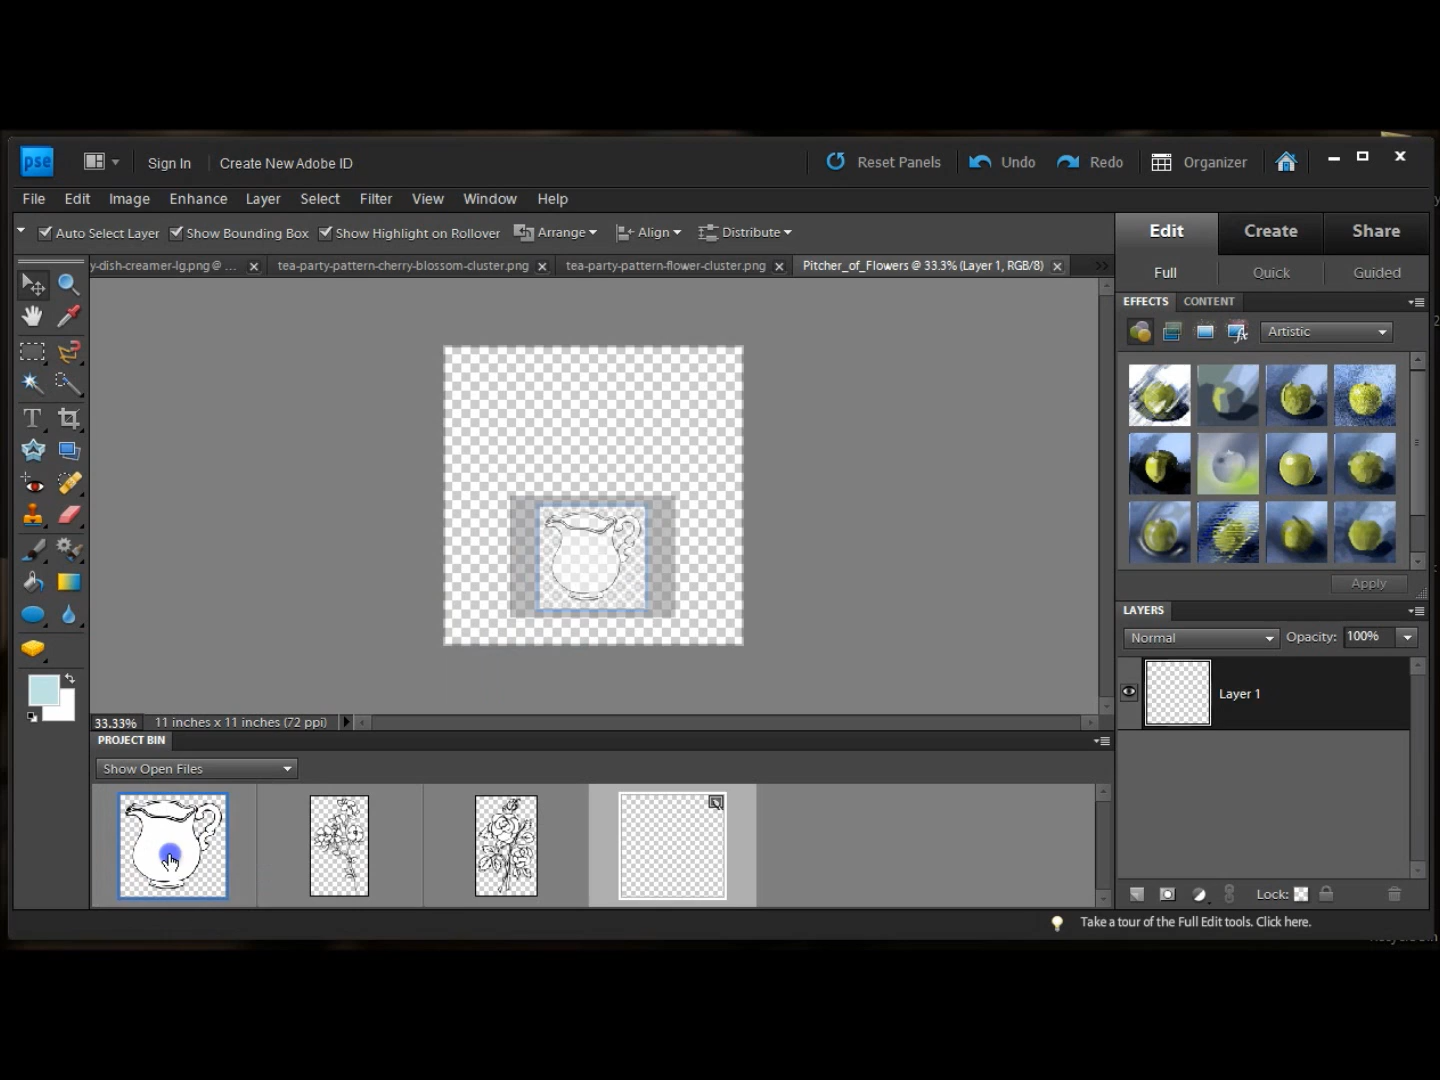 pse Sign In Create New Adobe ID Reset Panels Undo Redo Organizer
File Edit Image Enhance Layer Select Filter View Window Help
Auto Select Layer Show Bounding Box Show Highlight on Rollover Arrange Align Distribute
Edit Create Share
y-dish-creamer-lg.png@ ... tea-party-pattern-cherry-blossom-cluster.png tea-party-pattern-flower-cluster.png Pitcher_of_Flowers @ 33.3% (Layer 1, RGB/8)
Full Quick Guided
EFFECTS CONTENT
Artistic
T
Apply
LAYERS
Normal Opacity: 100%
Layer 1
33.33% 11 inches x 11 inches (72 ppi)
PROJECT BIN
Show Open Files
Lock:
Take a tour of the Full Edit tools. Click here.